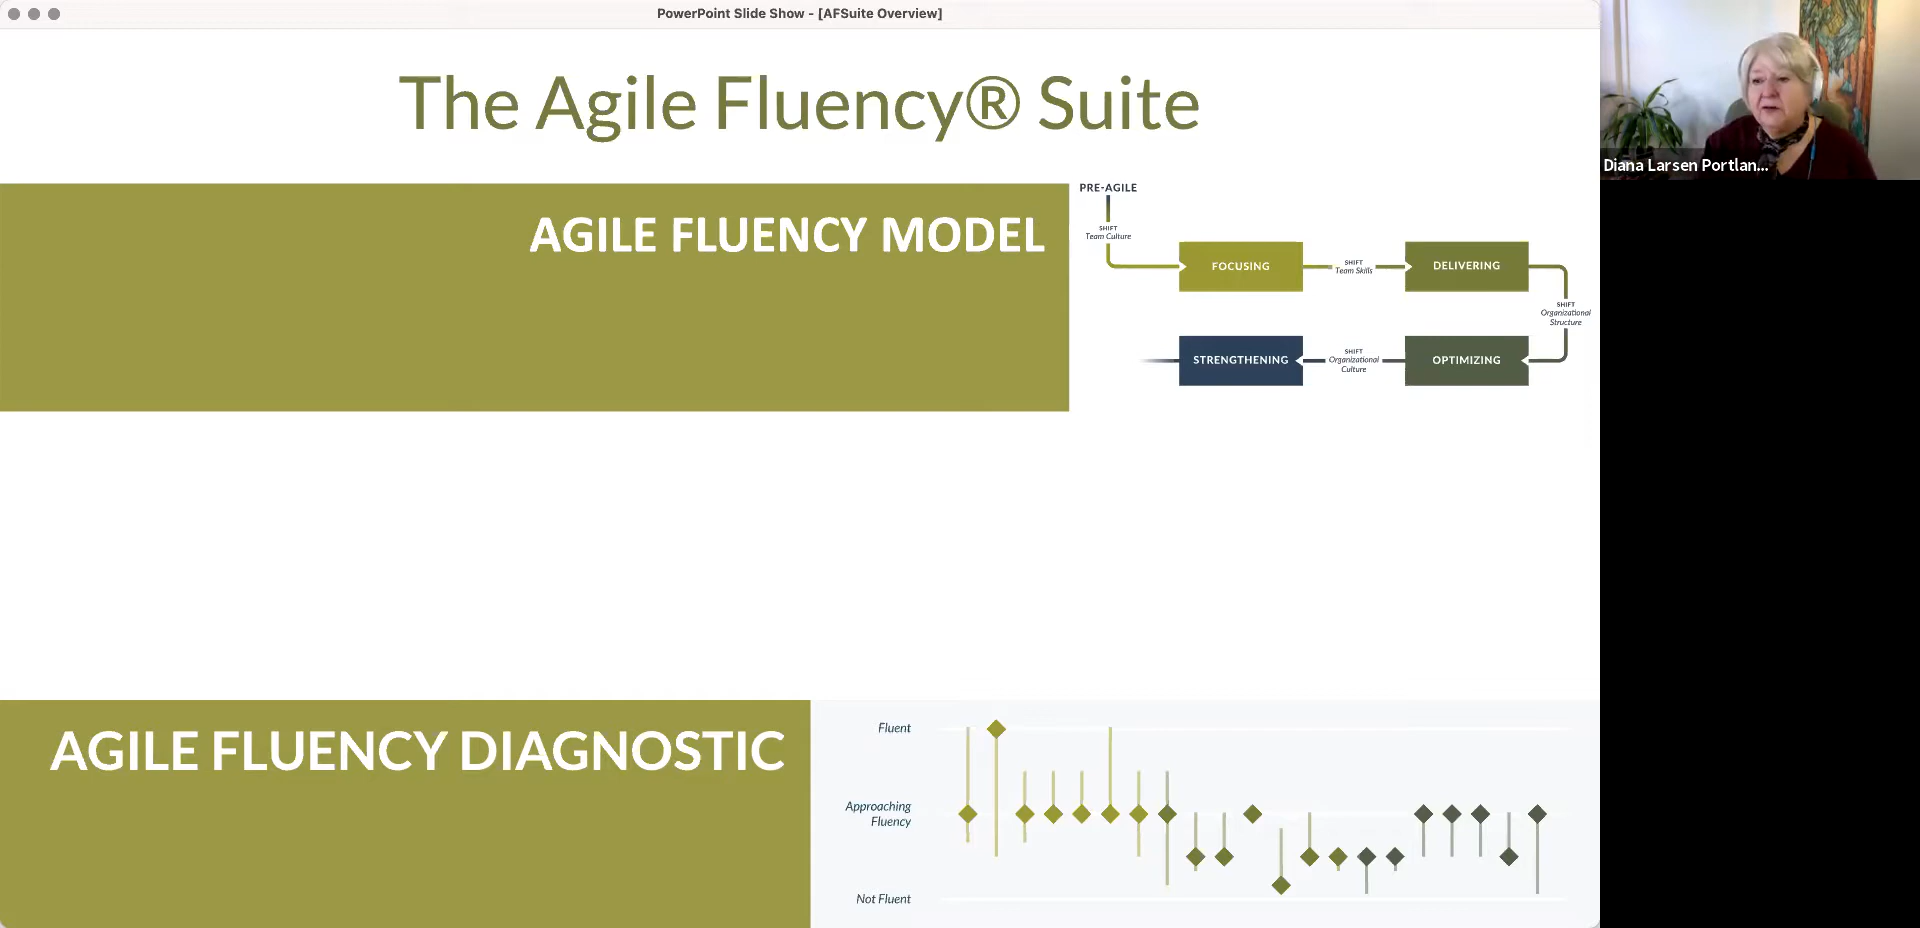 PowerPoint Slide Show - [AFSuite Overview]
The Agile Fluency® Suite
Diana Larsen Portlan...
AGILE FLUENCY MODEL
PRE-AGILE
SHIFT
Team Culture
FOCUSING
SHIFT
Team Skills
DELIVERING
SHIFT
Organizational
Structure
STRENGTHENING
SHIFT
Organizational
Culture
OPTIMIZING
AGILE FLUENCY DIAGNOSTIC
Fluent
Approaching
Fluency
Not Fluent